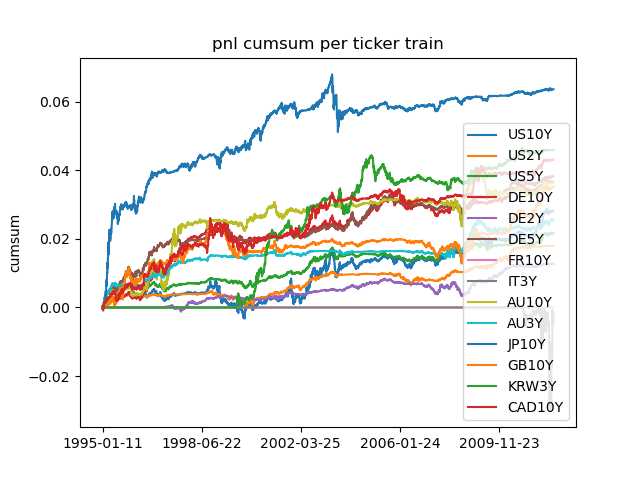 pnl cumsum per ticker train
cumsum
0.06
0.04
0.02
0.00
−0.02
1995-01-11
1998-06-22
2002-03-25
2006-01-24
2009-11-23
US10Y
US2Y
US5Y
DE10Y
DE2Y
DE5Y
FR10Y
IT3Y
AU10Y
AU3Y
JP10Y
GB10Y
KRW3Y
CAD10Y